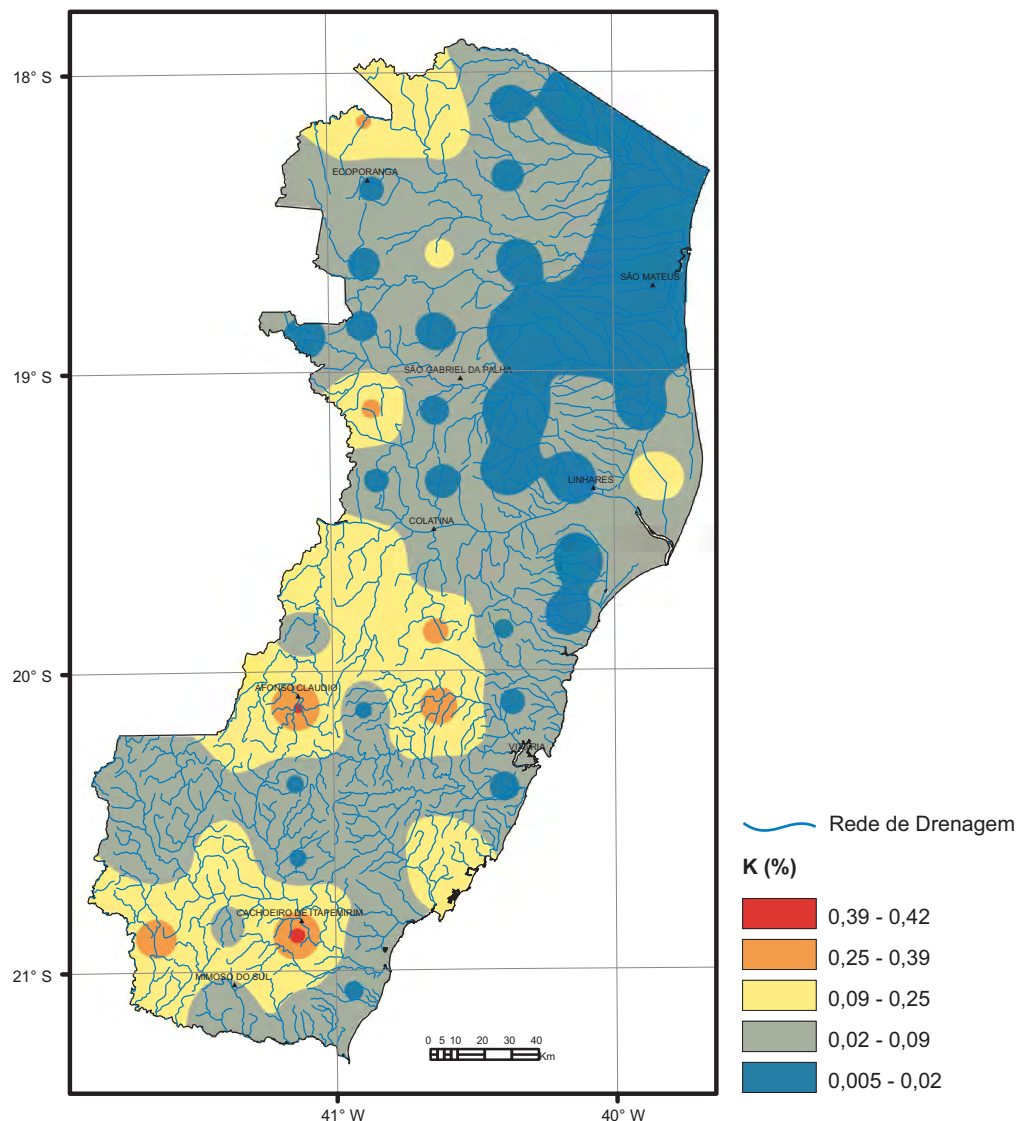 18° S
ECOPORANGA
SÃO MATEUS
19° S
SÃO GABRIEL DA PALHA
LINHARES
COLATINA
20° S
AFONSO CLAUDIO
VITÓRIA
CACHOEIRO DE ITAPEMIRIM
21° S
MIMOSO DO SUL
0 5 10 20 30 40
Km
41° W
40° W
Rede de Drenagem
K (%)
0,39 - 0,42
0,25 - 0,39
0,09 - 0,25
0,02 - 0,09
0,005 - 0,02